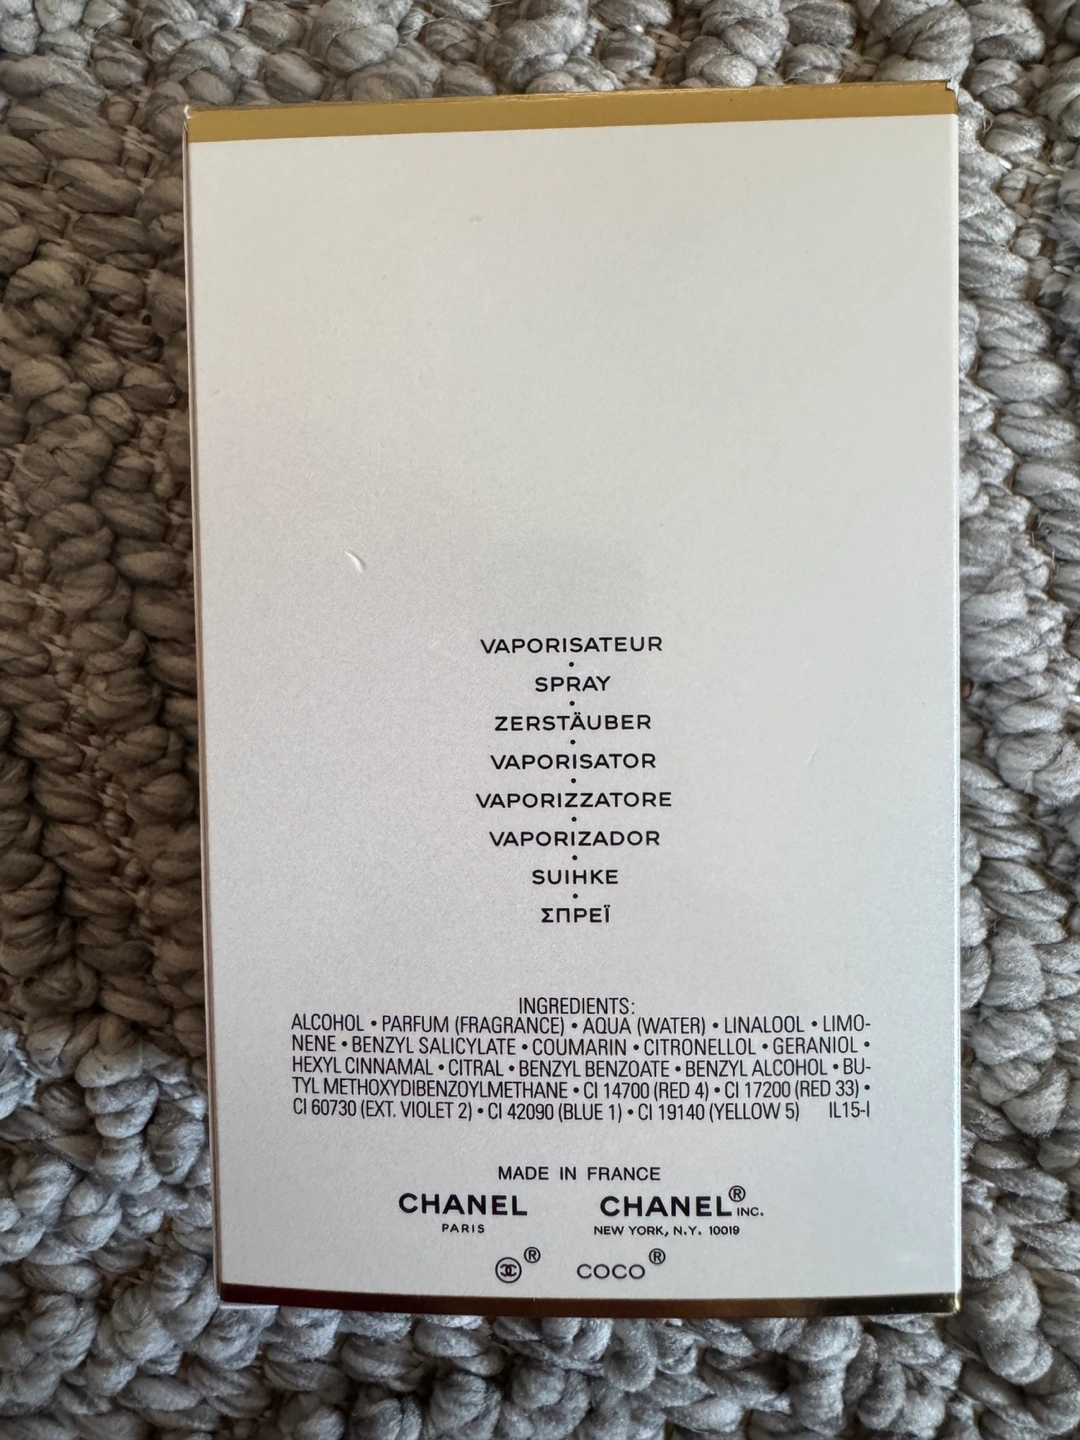 VAPORISATEUR
•
SPRAY
•
ZERSTÄUBER
•
VAPORISATOR
•
VAPORIZZATORE
•
VAPORIZADOR
•
SUIHKE
•
ΣΠΡΕΪ
INGREDIENTS:
ALCOHOL • PARFUM (FRAGRANCE) • AQUA (WATER) • LINALOOL • LIMO-
NENE • BENZYL SALICYLATE • COUMARIN • CITRONELLOL • GERANIOL •
HEXYL CINNAMAL • CITRAL • BENZYL BENZOATE • BENZYL ALCOHOL • BU-
TYL METHOXYDIBENZOYLMETHANE • CI 14700 (RED 4) • CI 17200 (RED 33) •
CI 60730 (EXT. VIOLET 2) • CI 42090 (BLUE 1) • CI 19140 (YELLOW 5) IL15-I
MADE IN FRANCE
CHANEL CHANEL® INC.
PARIS NEW YORK, N.Y. 10019
® COCO®